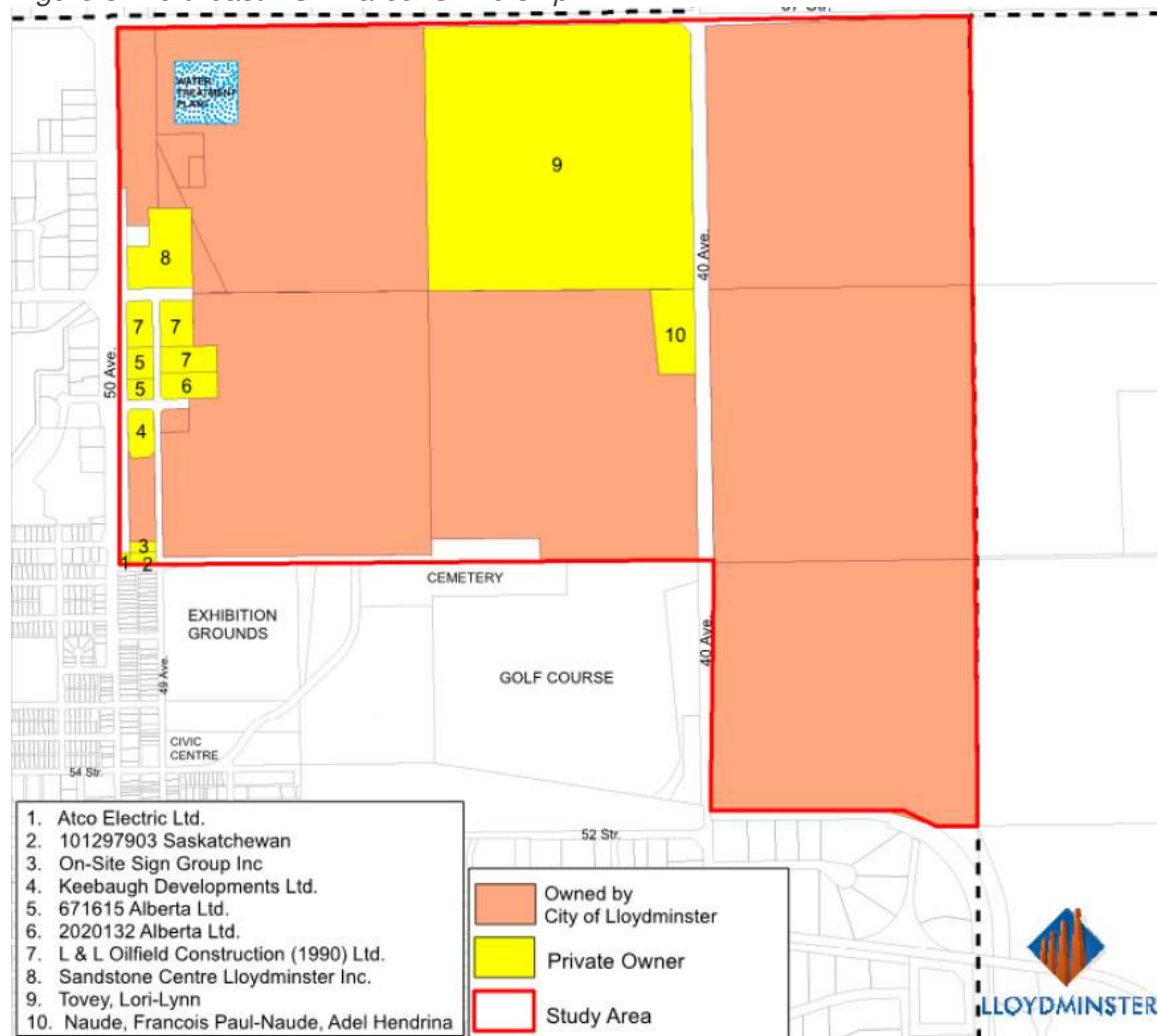 WATER
TREATMENT
PLANT
9
8
40 Ave.
7
7
10
50 Ave.
5
7
5
6
4
3
1
2
CEMETERY
EXHIBITION
GROUNDS
40 Ave.
49 Ave.
GOLF COURSE
CIVIC
CENTRE
54 Str.
52 Str.
1. Atco Electric Ltd.
2. 101297903 Saskatchewan
3. On-Site Sign Group Inc
4. Keebaugh Developments Ltd.
5. 671615 Alberta Ltd.
6. 2020132 Alberta Ltd.
7. L & L Oilfield Construction (1990) Ltd.
8. Sandstone Centre Lloydminster Inc.
9. Tovey, Lori-Lynn
10. Naude, Francois Paul-Naude, Adel Hendrina
Owned by
City of Lloydminster
Private Owner
Study Area
LLOYDMINSTER